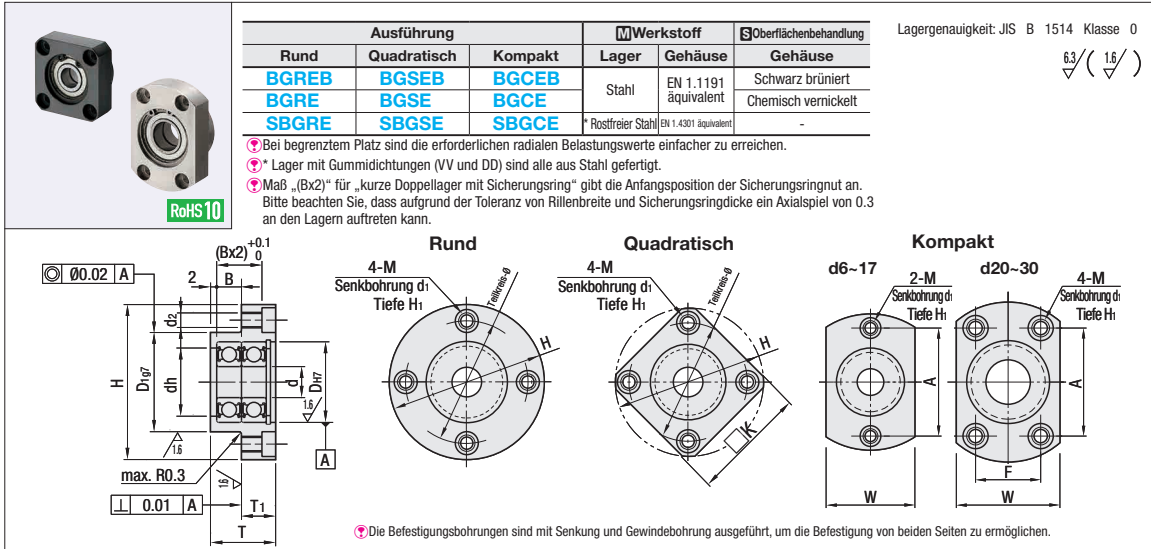 Ausführung
M Werkstoff
S Oberflächenbehandlung
Rund Quadratisch Kompakt Lager Gehäuse Gehäuse
BGREB BGSEB BGCEB Stahl EN 1.1191 äquivalent Schwarz brüniert
BGRE BGSE BGCE Chemisch vernickelt
SBGRE SBGSE SBGCE * Rostfreier Stahl EN 1.4301 äquivalent -
Lagergenauigkeit: JIS B 1514 Klasse 0
6.3 ( 1.6 )
RoHS10
Bei begrenztem Platz sind die erforderlichen radialen Belastungswerte einfacher zu erreichen.
* Lager mit Gummidichtungen (VV und DD) sind alle aus Stahl gefertigt.
Maß „(Bx2)“ für „kurze Doppellager mit Sicherungsring“ gibt die Anfangsposition der Sicherungsringnut an.
Bitte beachten Sie, dass aufgrund der Toleranz von Rillenbreite und Sicherungsringdicke ein Axialspiel von 0.3
an den Lagern auftreten kann.
(Bx2) +0.1 0
2 B
Ø0.02 A
d2
H
D1g7
dh
d
DH7
1.6
1.6
A
max. R0.3
1.6
⊥ 0.01 A
T1
T
Rund
4-M
Senkbohrung d1
Tiefe H1
Teilkreis-Ø
H
Quadratisch
4-M
Senkbohrung d1
Tiefe H1
Teilkreis-Ø
H
□K
Kompakt
d6~17
2-M
Senkbohrung d1
Tiefe H1
A
W
d20~30
4-M
Senkbohrung d1
Tiefe H1
A
F
W
Die Befestigungsbohrungen sind mit Senkung und Gewindebohrung ausgeführt, um die Befestigung von beiden Seiten zu ermöglichen.